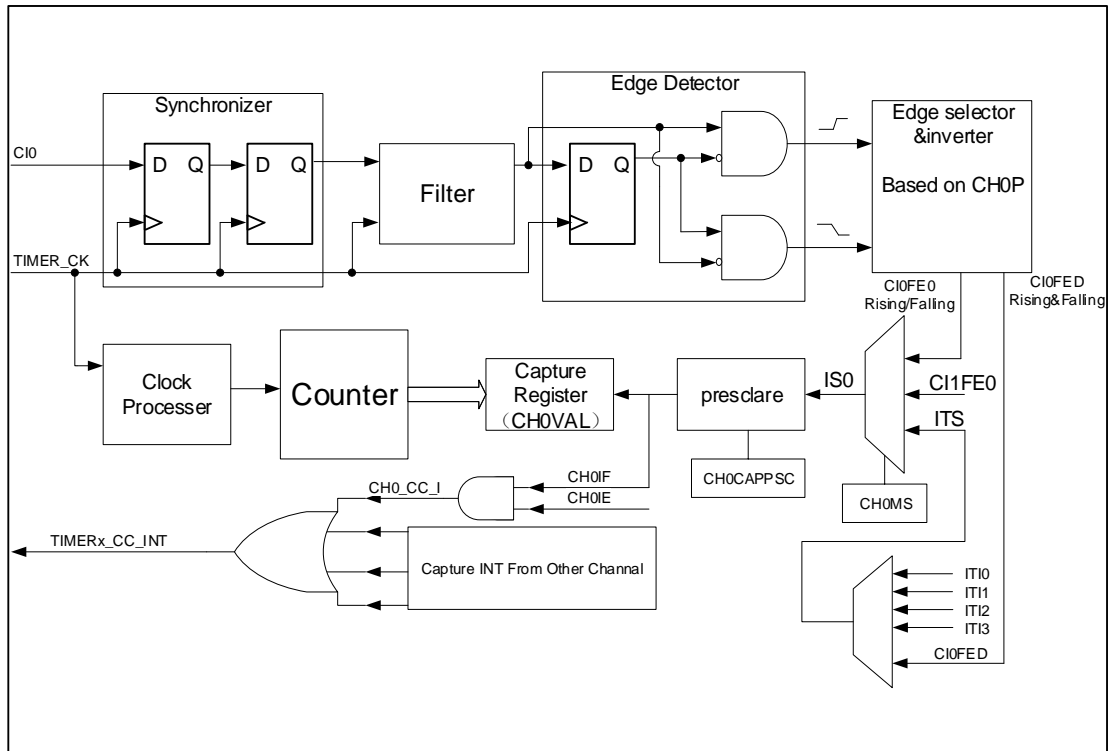 Synchronizer
Edge Detector
Edge selector
&inverter
Based on CH0P
CI0
D Q
D Q
Filter
D Q
TIMER_CK
CI0FE0
Rising/Falling
CI0FED
Rising&Falling
Clock
Processer
Counter
Capture
Register
（CH0VAL）
presclare
IS0
CI1FE0
ITS
CH0CAPPSC
CH0MS
CH0_CC_I
CH0IF
CH0IE
TIMERx_CC_INT
Capture INT From Other Channal
ITI0
ITI1
ITI2
ITI3
CI0FED